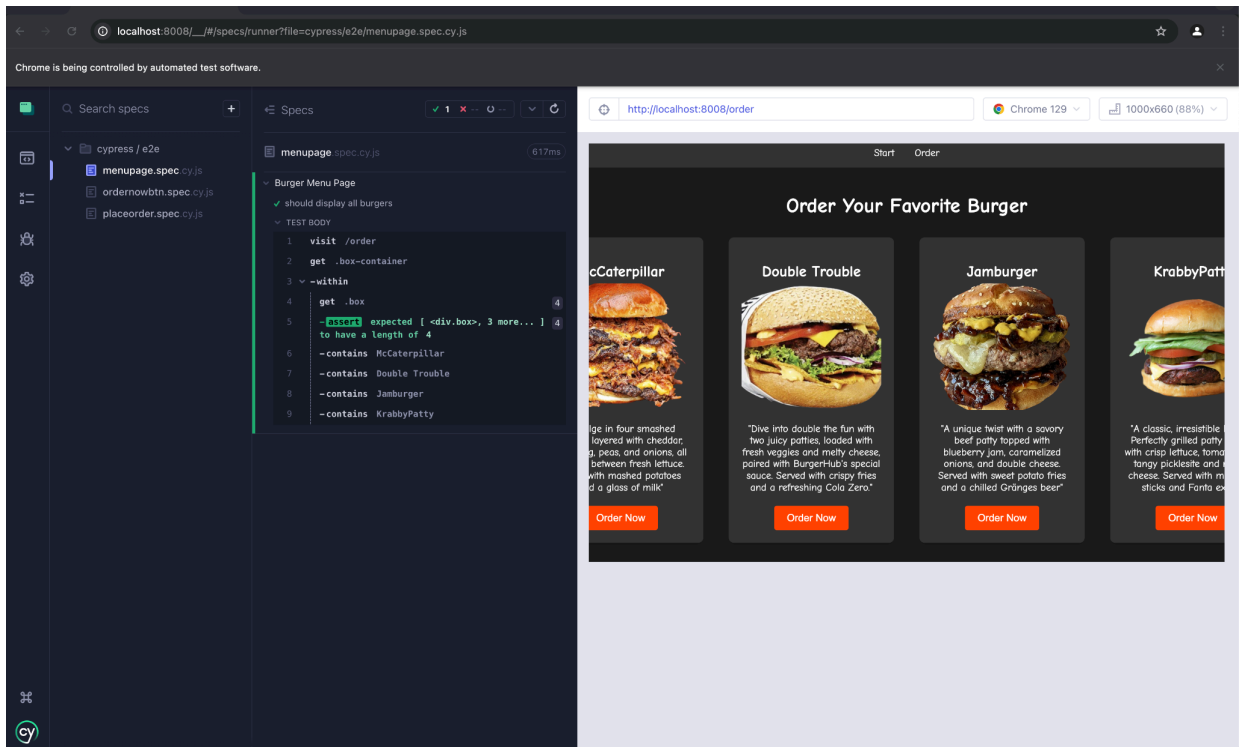 localhost:8008/__/#/specs/runner?file=cypress/e2e/menupage.spec.cy.js
Chrome is being controlled by automated test software.
Search specs
+
cypress / e2e
menupage.spec.cy.js
ordernowbtn.spec.cy.js
placeorder.spec.cy.js
cy
Specs
1 -- --
menupage.spec.cy.js
617ms
Burger Menu Page
should display all burgers
TEST BODY
1 visit /order
2 get .box-container
3 -within
4 get .box 4
5 -assert expected [ <div.box>, 3 more... ] 4
to have a length of 4
6 -contains McCaterpillar
7 -contains Double Trouble
8 -contains Jamburger
9 -contains KrabbyPatty
http://localhost:8008/order
Chrome 129
1000x660 (88%)
Start Order
Order Your Favorite Burger
cCaterpillar
lge in four smashed
layered with cheddar,
g, peas, and onions, all
between fresh lettuce.
with mashed potatoes
d a glass of milk"
Order Now
Double Trouble
"Dive into double the fun with
two juicy patties, loaded with
fresh veggies and melty cheese,
paired with BurgerHub's special
sauce. Served with crispy fries
and a refreshing Cola Zero."
Order Now
Jamburger
"A unique twist with a savory
beef patty topped with
blueberry jam, caramelized
onions, and double cheese.
Served with sweet potato fries
and a chilled Gränges beer"
Order Now
KrabbyPatt
"A classic, irresistible
Perfectly grilled patty
with crisp lettuce, toma
tangy picklesite and
cheese. Served with m
sticks and Fanta ex
Order Now